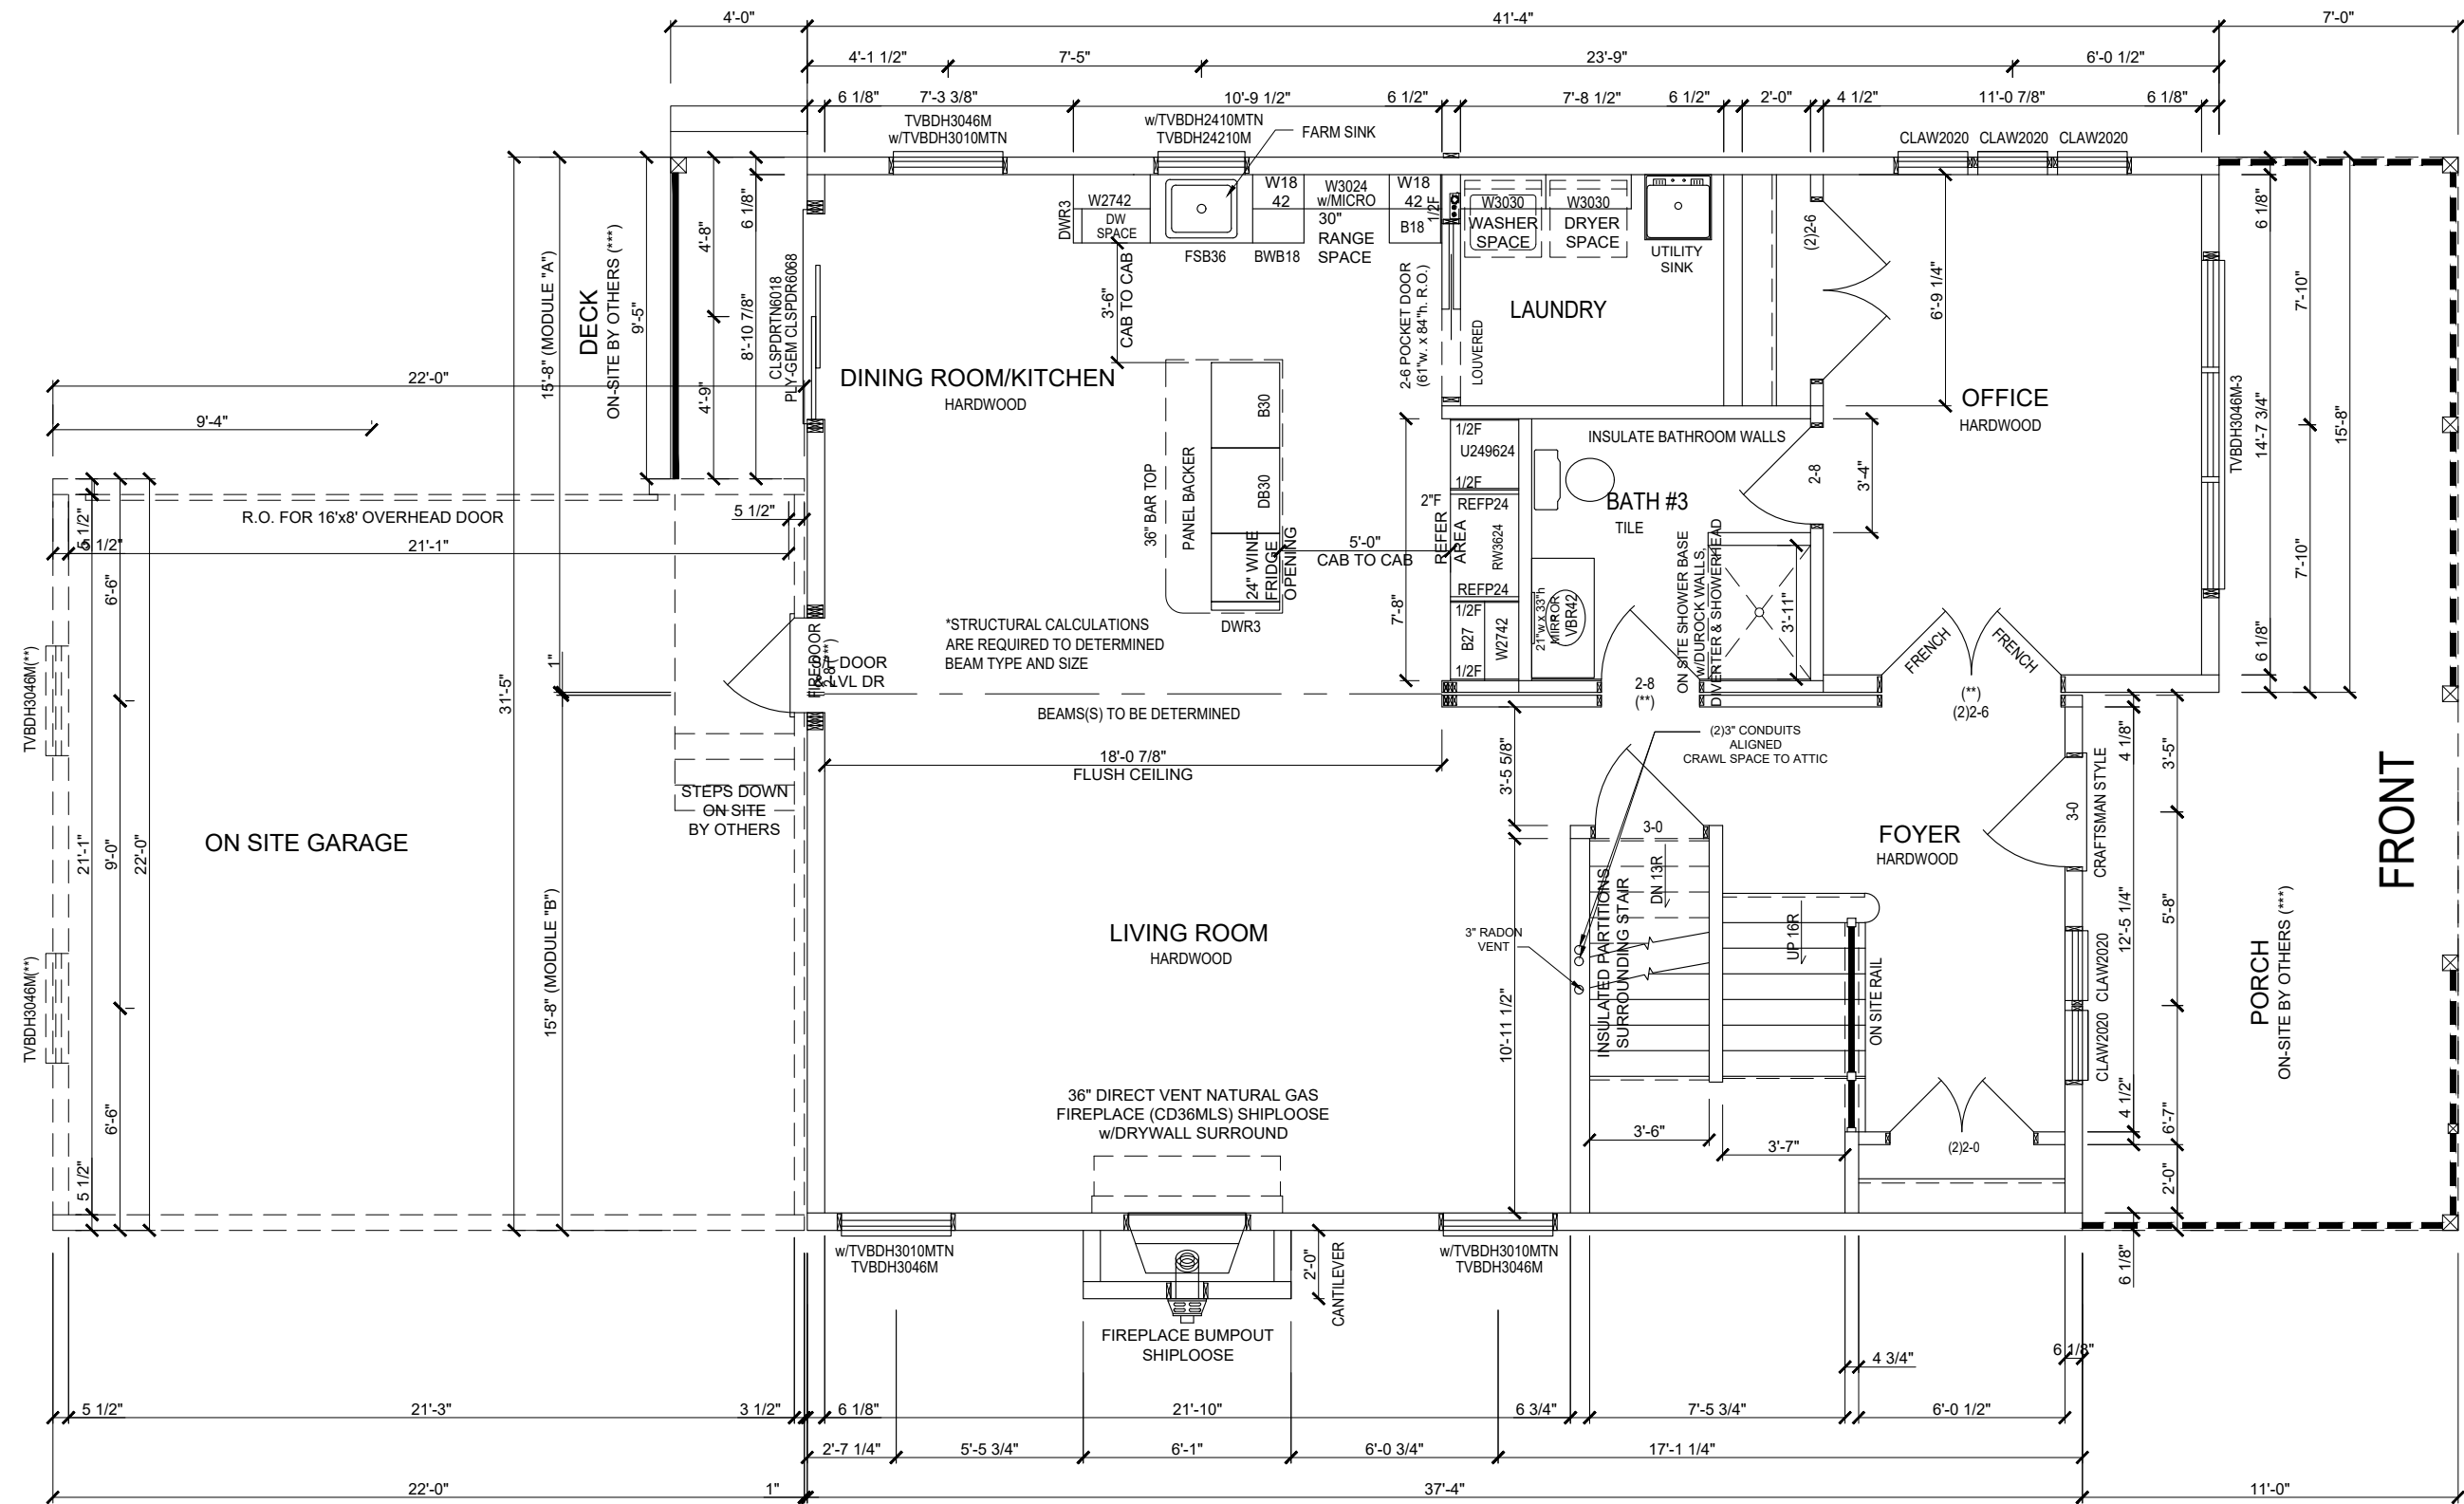 4'-0"
41'-4"
7'-0"
4'-1 1/2"
7'-5"
23'-9"
6'-0 1/2"
6 1/8"
7'-3 3/8"
10'-9 1/2"
6 1/2"
7'-8 1/2"
6 1/2"
2'-0"
4 1/2"
11'-0 7/8"
6 1/8"
TVBDH3046M
w/TVBDH3010MTN
w/TVBDH2410MTN
TVBDH24210M
FARM SINK
CLAW2020
CLAW2020
CLAW2020
W2742
DW
SPACE
DWR3
FSB36
W18
42
BWB18
W3024
w/MICRO
30"
RANGE
SPACE
W18
42
B18
1/2F
W3030
WASHER
SPACE
W3030
DRYER
SPACE
UTILITY
SINK
(2)2-6
6'-9 1/4"
6 1/8"
7'-10"
14'-7 3/4"
15'-8"
7'-10"
6 1/8"
TVBDH3046M-3
15'-8" (MODULE "A")
DECK
ON-SITE BY OTHERS (***)
9'-5"
4'-8"
4'-9"
6 1/8"
8'-10 7/8"
CLSPDRTN6018
PLY-GEM CLSPDR6068
3'-6"
CAB TO CAB
2-6 POCKET DOOR
(61"w. x 84"h. R.O.)
LOUVERED
LAUNDRY
DINING ROOM/KITCHEN
HARDWOOD
OFFICE
HARDWOOD
22'-0"
9'-4"
R.O. FOR 16'x8' OVERHEAD DOOR
5 1/2"
5 1/2"
5 1/2"
21'-1"
36" BAR TOP
PANEL BACKER
B30
DB30
24" WINE
FRIDGE
OPENING
DWR3
5'-0"
CAB TO CAB
7'-8"
1/2F
U249624
1/2F
2"F
REFER
AREA
REFP24
RW3624
REFP24
1/2F
B27
W2742
1/2F
INSULATE BATHROOM WALLS
BATH #3
TILE
21"w x 33"h
MIRROR
VBR42
ON SITE SHOWER BASE
w/DUROCK WALLS,
DIVERTER & SHOWERHEAD
3'-11"
2-8
3'-4"
FRENCH
FRENCH
(**)
(2)2-6
2-8
(**)
*STRUCTURAL CALCULATIONS
ARE REQUIRED TO DETERMINED
BEAM TYPE AND SIZE
BEAMS(S) TO BE DETERMINED
FIREDOOR
DOOR
LVL DR
18'-0 7/8"
FLUSH CEILING
(2)3" CONDUITS
ALIGNED
CRAWL SPACE TO ATTIC
3'-5 5/8"
6'-6"
21'-1"
9'-0"
22'-0"
6'-6"
5 1/2"
31'-5"
1"
15'-8" (MODULE "B")
TVBDH3046M(**)
TVBDH3046M(**)
ON SITE GARAGE
STEPS DOWN
ON SITE
BY OTHERS
LIVING ROOM
HARDWOOD
3" RADON
VENT
10'-11 1/2"
INSULATED PARTITIONS
SURROUNDING STAIR
3-0
DN 13R
UP 16R
ON SITE RAIL
FOYER
HARDWOOD
3-0
CRAFTSMAN STYLE
4 1/8"
3'-5"
5'-8"
12'-5 1/4"
4 1/2"
6'-7"
2'-0"
6 1/8"
CLAW2020
CLAW2020
FRONT
PORCH
ON-SITE BY OTHERS (***)
36" DIRECT VENT NATURAL GAS
FIREPLACE (CD36MLS) SHIPLOOSE
w/DRYWALL SURROUND
3'-6"
3'-7"
(2)2-0
w/TVBDH3010MTN
TVBDH3046M
w/TVBDH3010MTN
TVBDH3046M
2'-0"
CANTILEVER
FIREPLACE BUMPOUT
SHIPLOOSE
4 3/4"
6 1/8"
5 1/2"
21'-3"
3 1/2"
6 1/8"
21'-10"
6 3/4"
7'-5 3/4"
6'-0 1/2"
2'-7 1/4"
5'-5 3/4"
6'-1"
6'-0 3/4"
17'-1 1/4"
22'-0"
1"
37'-4"
11'-0"